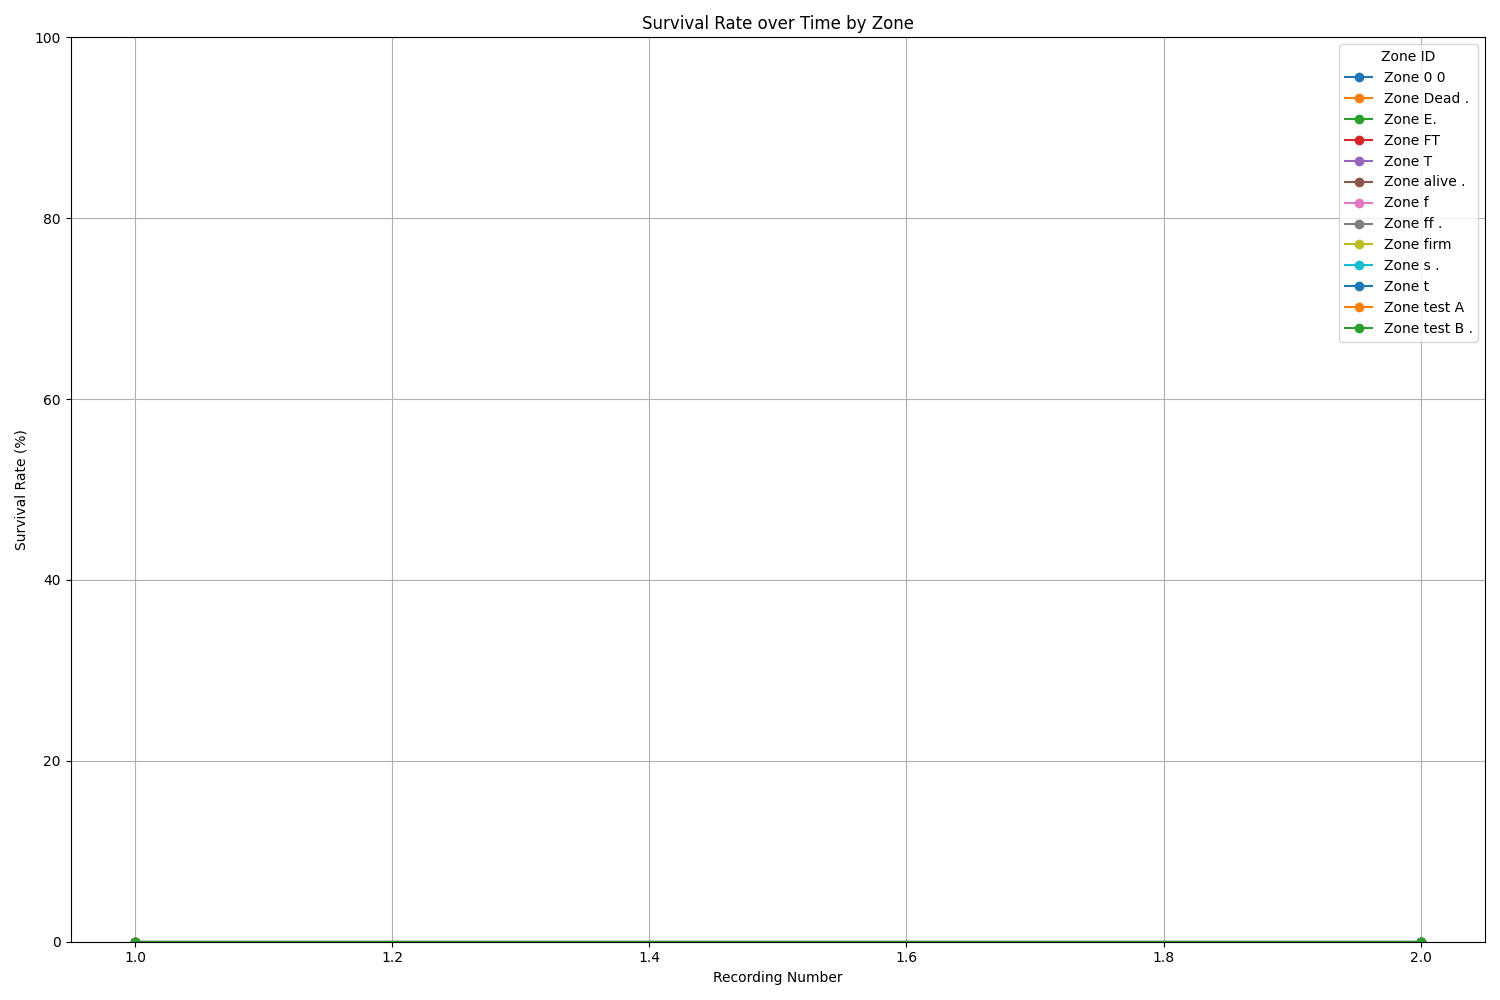 Survival Rate over Time by Zone
100
80
60
40
20
0
Survival Rate (%)
Zone ID
Zone 0 0
Zone Dead .
Zone E.
Zone FT
Zone T
Zone alive .
Zone f
Zone ff .
Zone firm
Zone s .
Zone t
Zone test A
Zone test B .
1.0 1.2 1.4 1.6 1.8 2.0
Recording Number